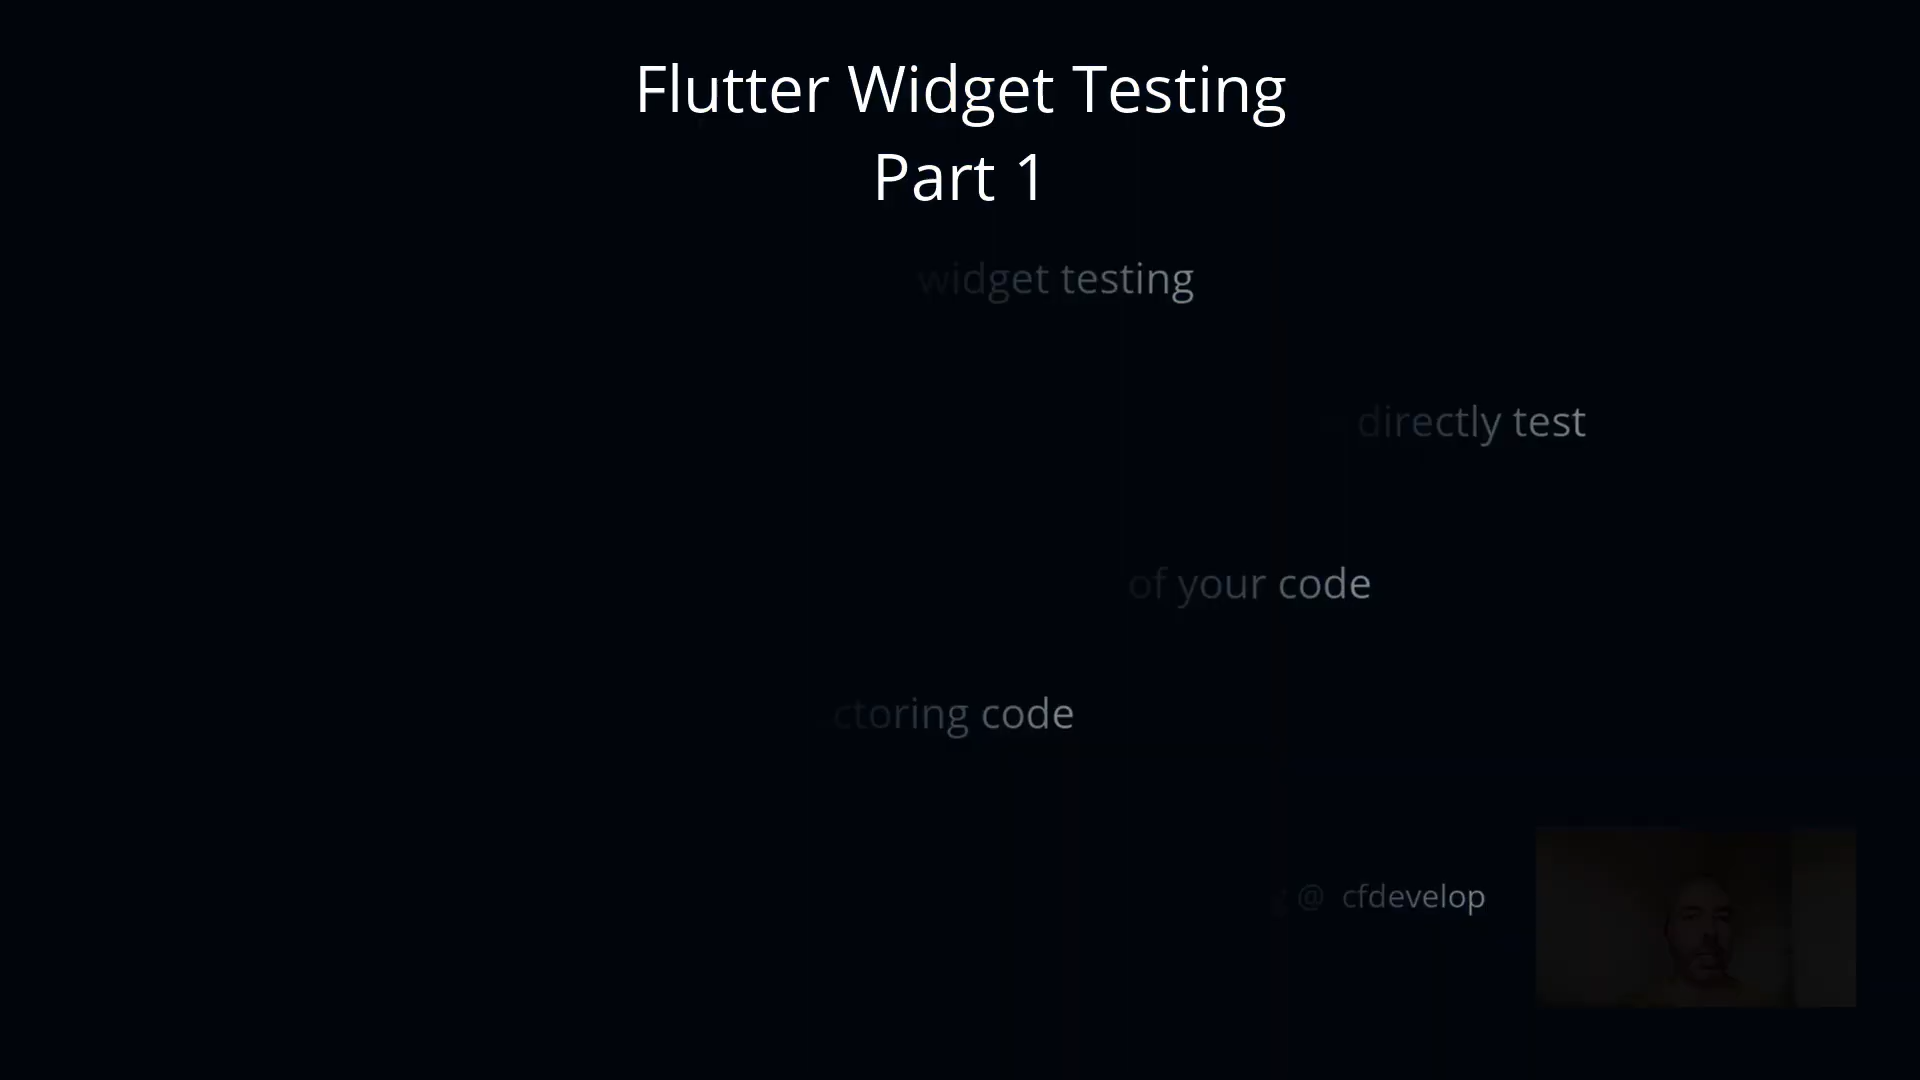 Flutter Widget Testing
Part 1
widget testing
directly test
of your code
ctoring code
@ cfdevelop